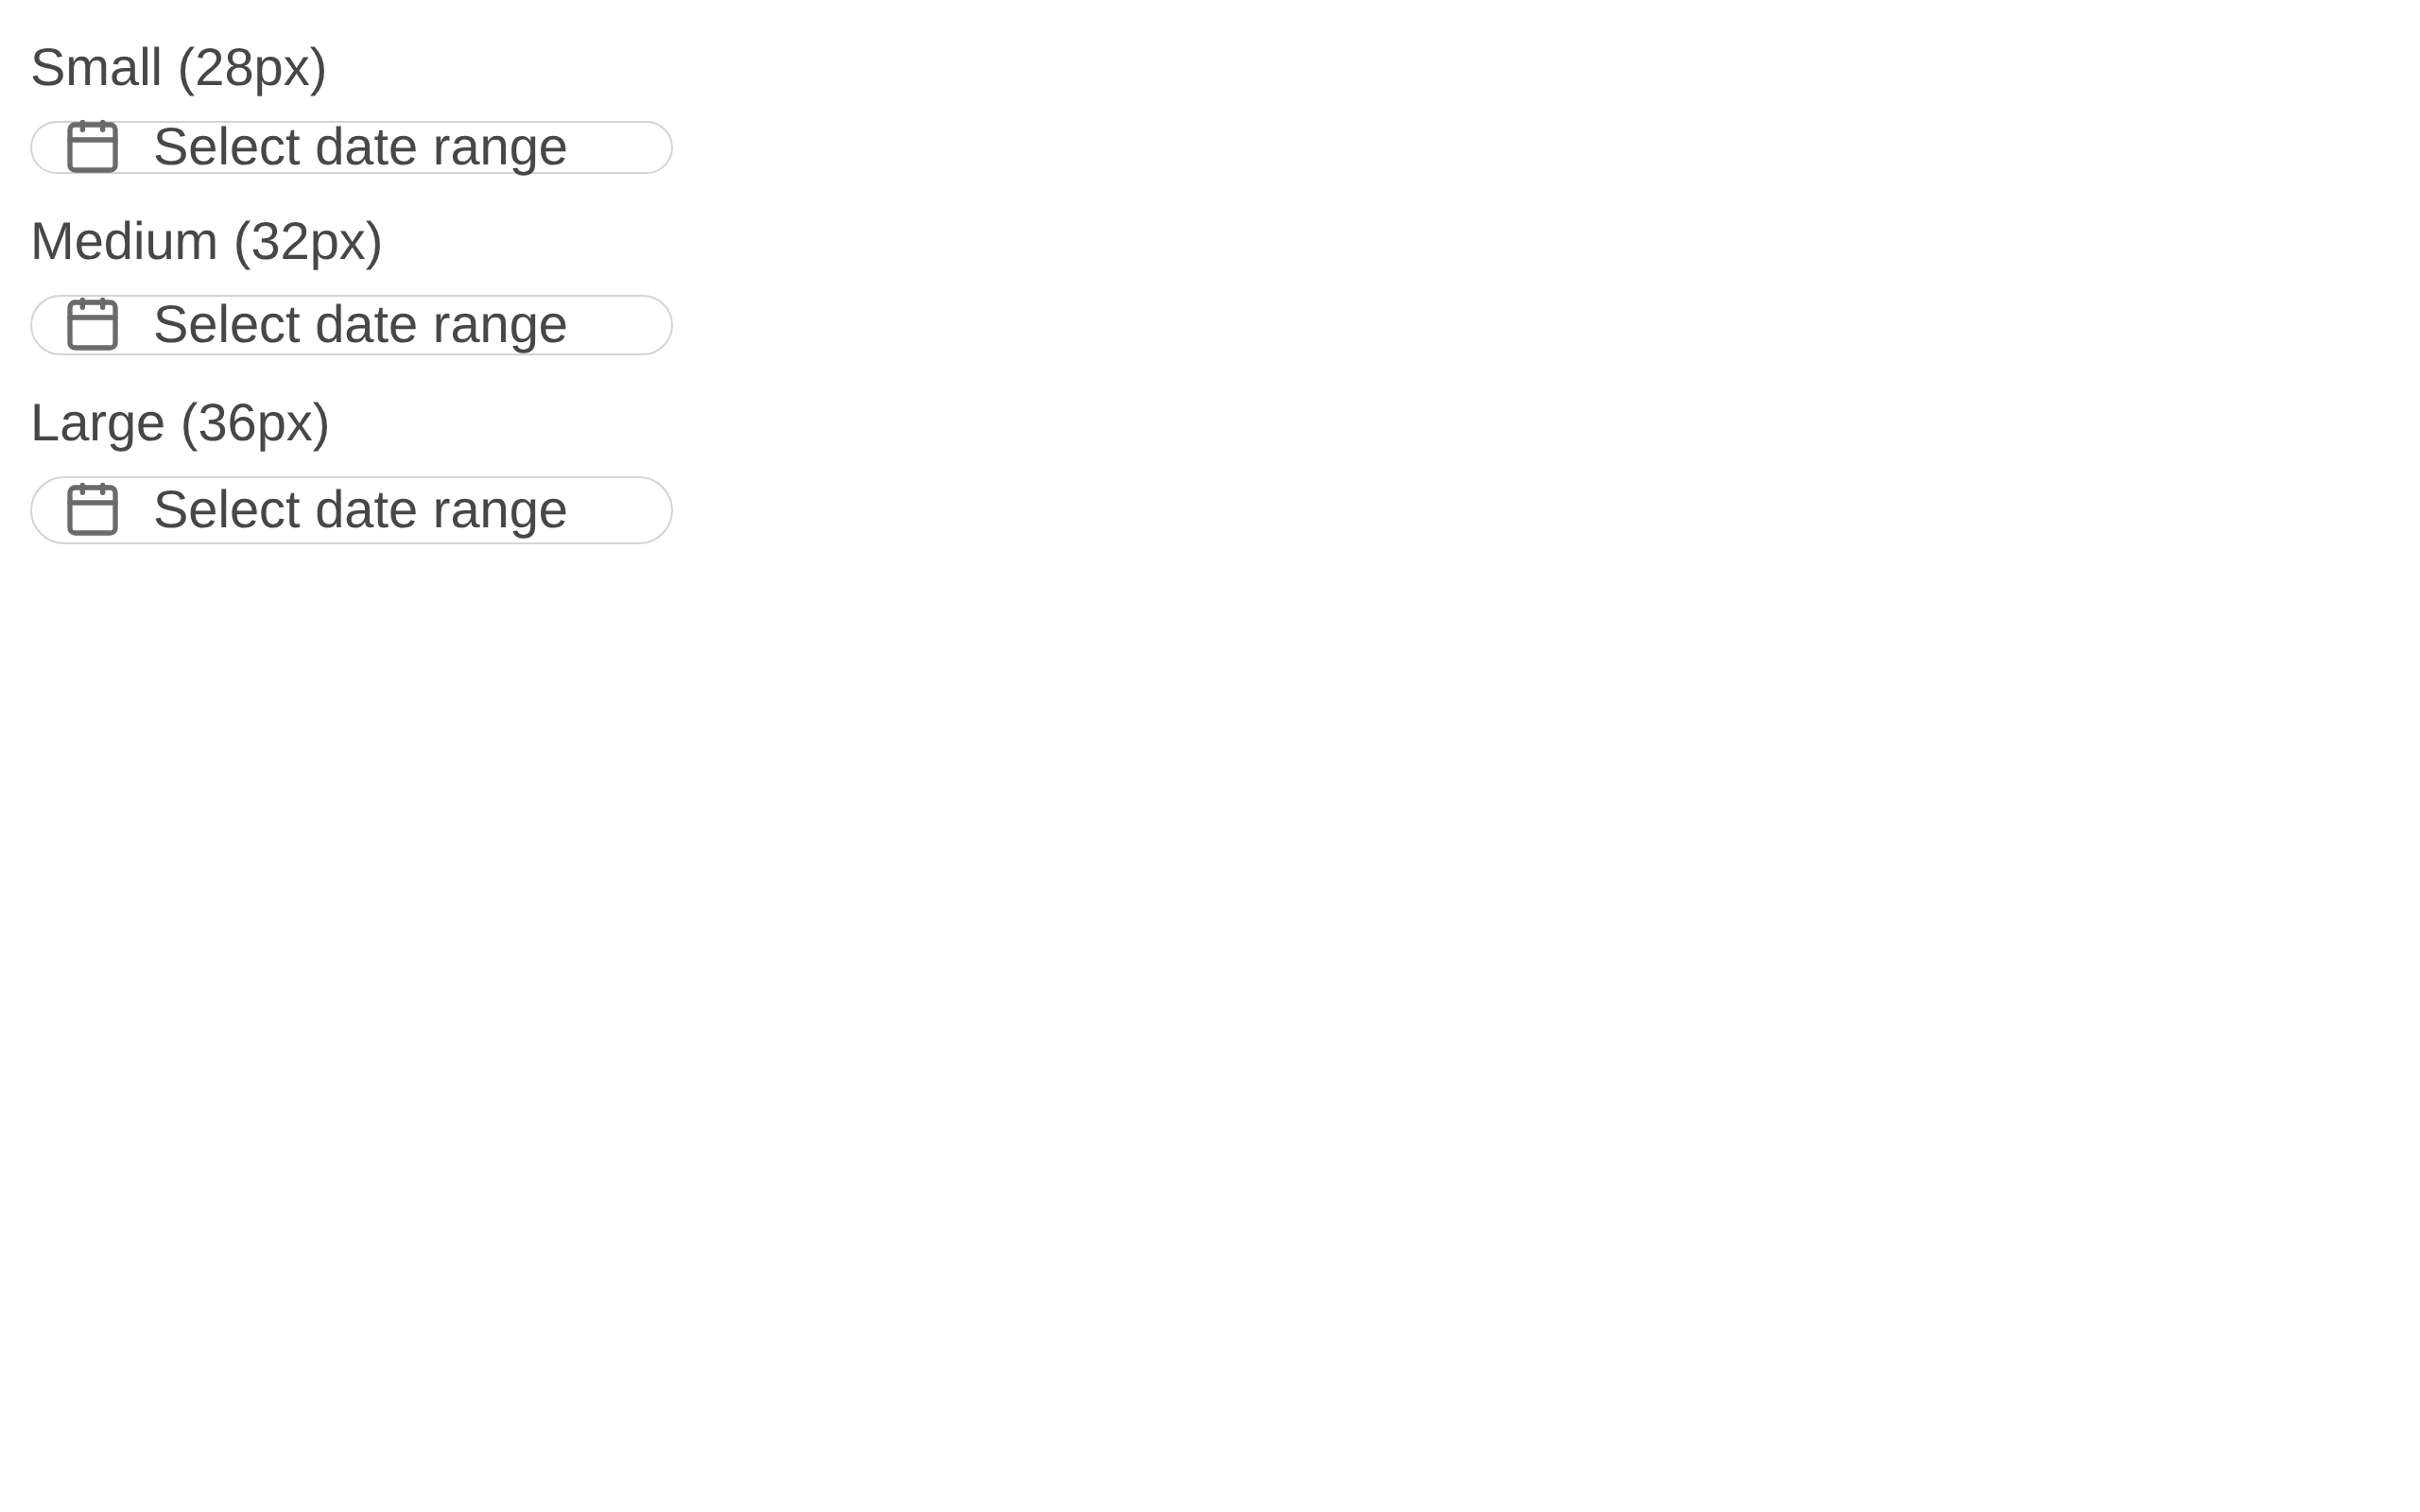 Small (28px)
Select date range
Medium (32px)
Select date range
Large (36px)
Select date range